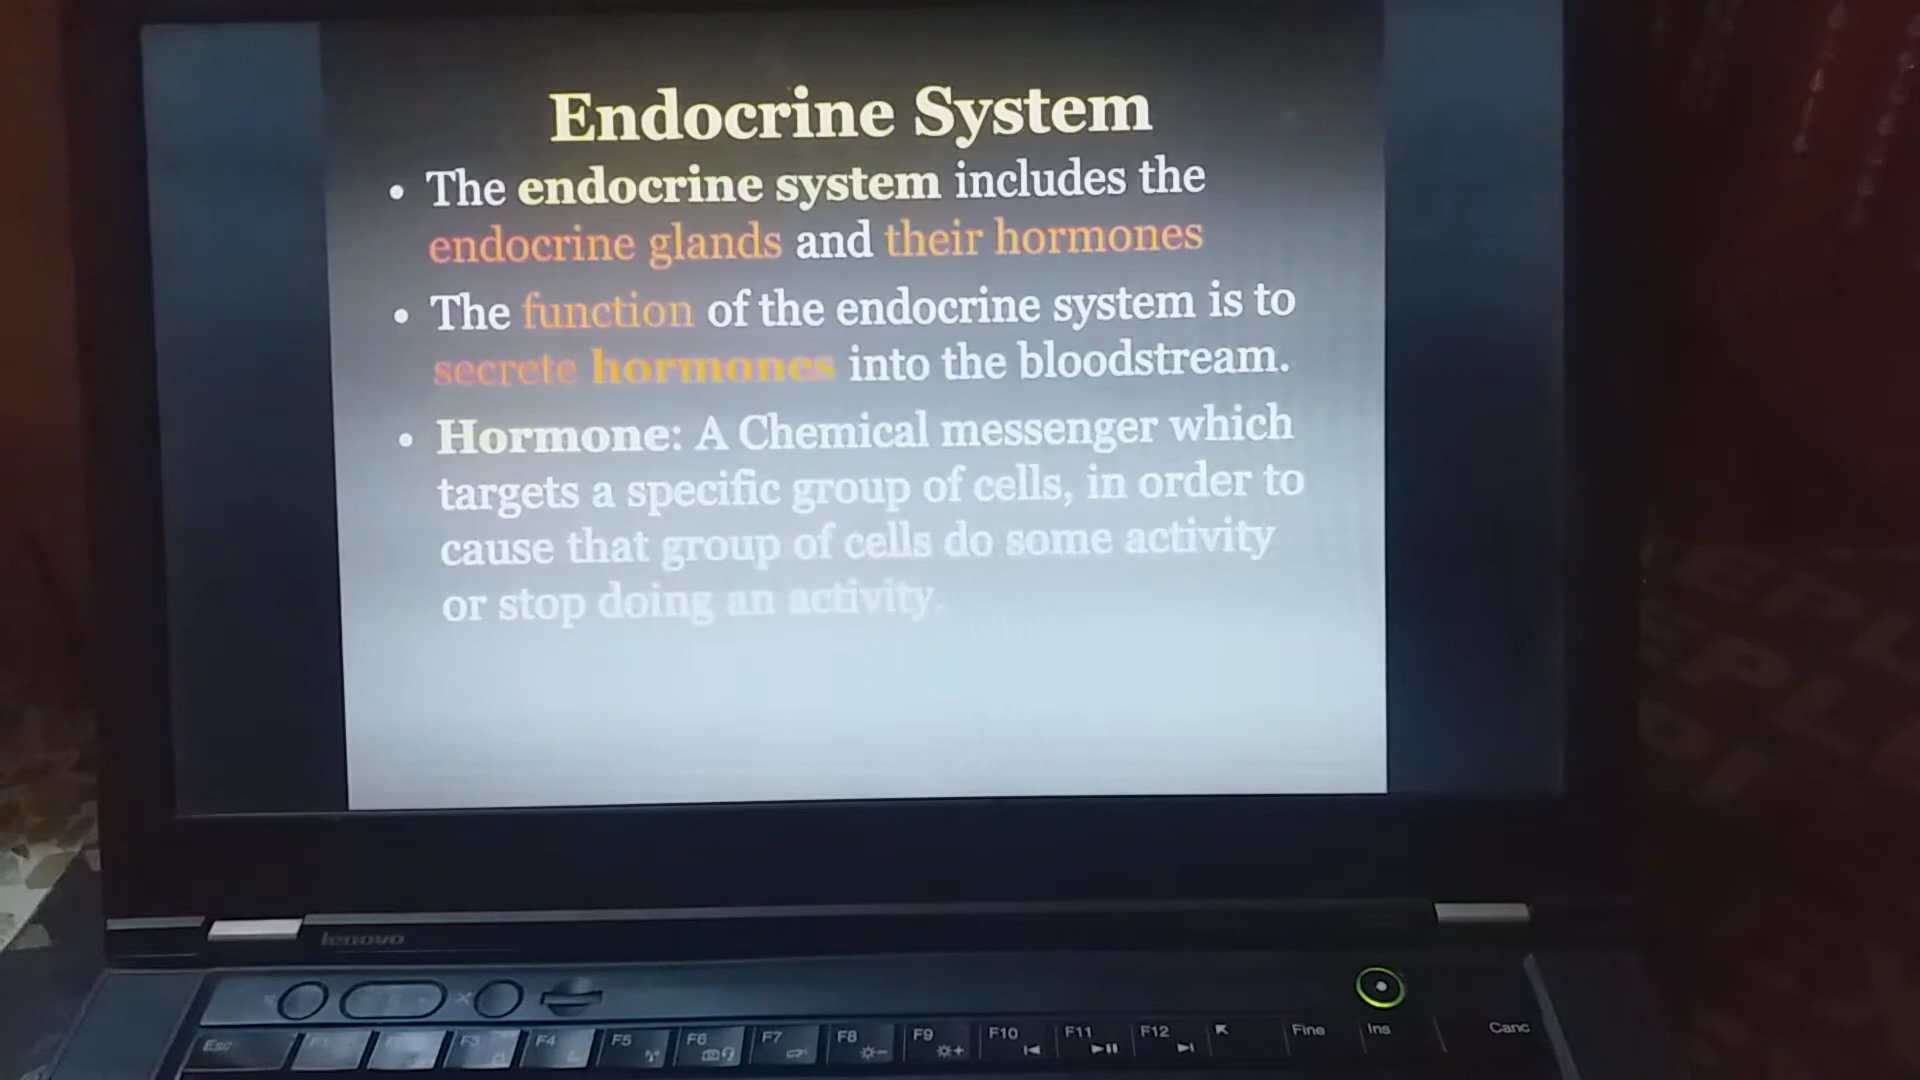 Endocrine System
• The endocrine system includes the
endocrine glands and their hormones
• The function of the endocrine system is to
secrete hormones into the bloodstream.
• Hormone: A Chemical messenger which
targets a specific group of cells, in order to
cause that group of cells do some activity
or stop doing an activity.
lenovo
Esc F3 F4 F5 F6 F7 F8 F9 F10 F11 F12 Fine Ins Canc